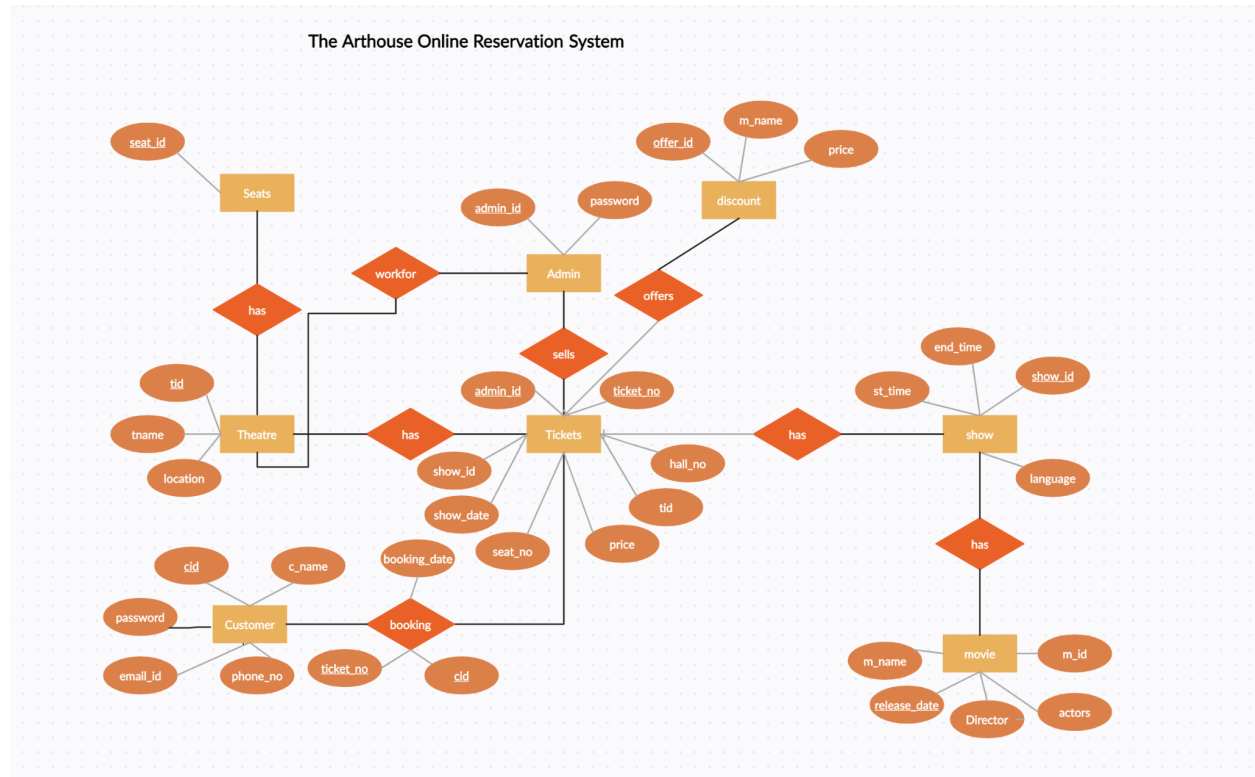 The Arthouse Online Reservation System
seat_id
Seats
has
workfor
admin_id
password
Admin
sells
offer_id
m_name
price
discount
offers
tid
tname
location
Theatre
has
admin_id
ticket_no
Tickets
show_id
show_date
seat_no
price
tid
hall_no
has
st_time
end_time
show_id
show
language
has
cid
c_name
password
Customer
email_id
phone_no
booking_date
booking
ticket_no
cid
movie
m_name
m_id
release_date
Director
actors